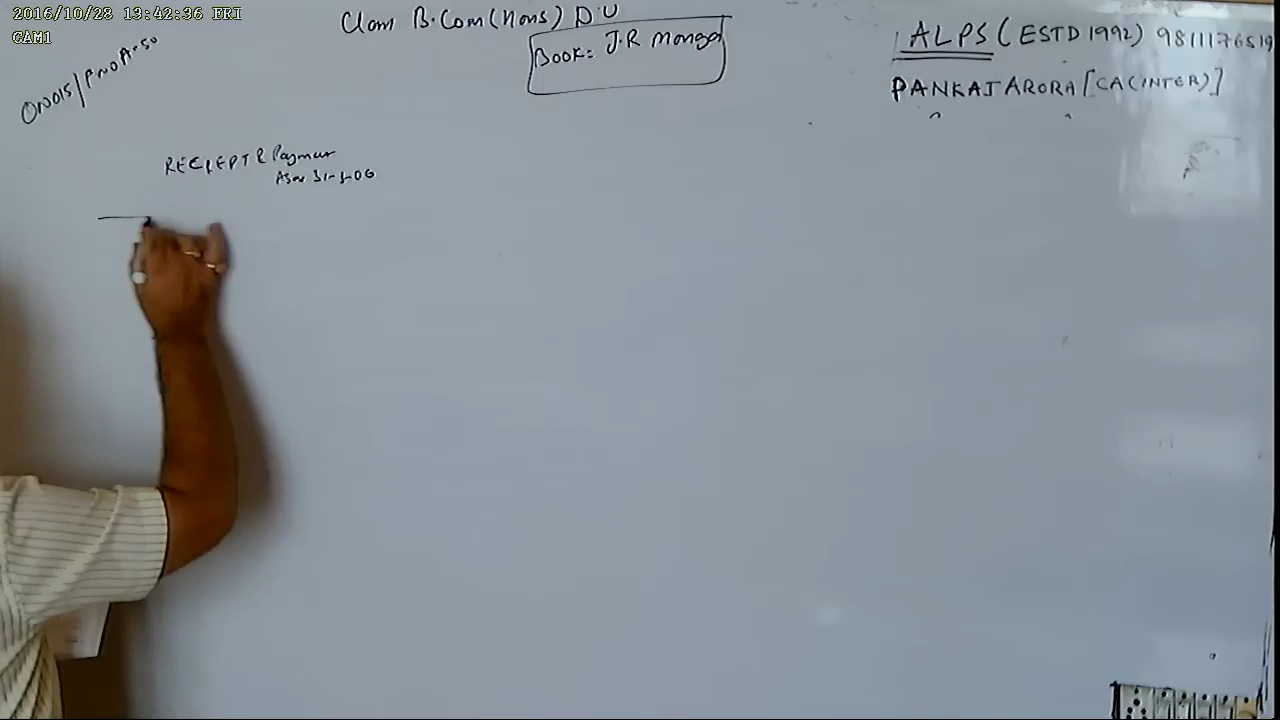 2016/10/28 19:42:36 FRI
CAM1
Class B.Com(Hons) D.U
Book: J.R Monga
ALPS (ESTD 1992) 9811176519
PANKAJ ARORA [CA(INTER)]
RECEIPT & Payment